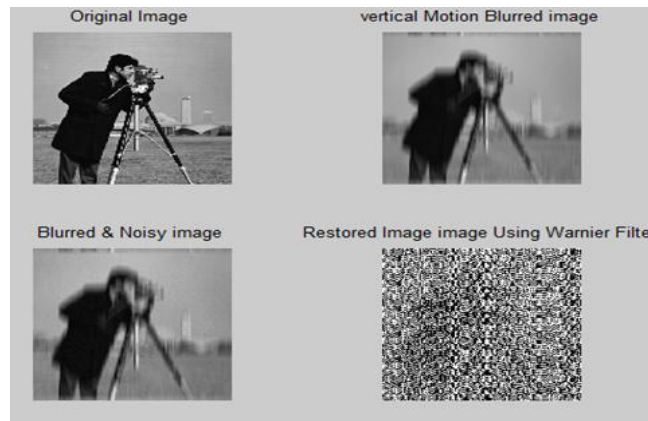 Original Image
vertical Motion Blurred image
Blurred & Noisy image
Restored Image image Using Warnier Filte